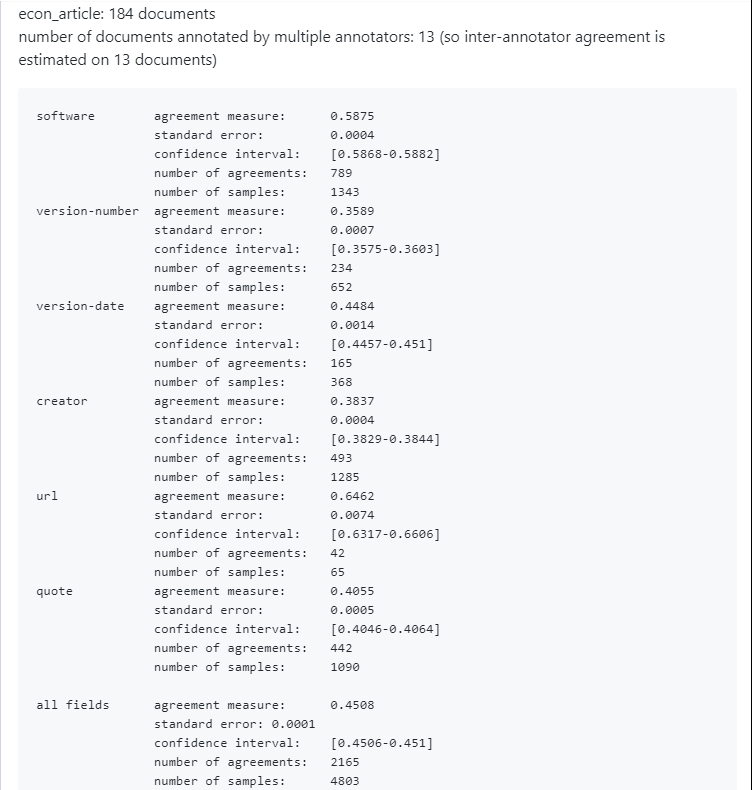 econ_article: 184 documents
number of documents annotated by multiple annotators: 13 (so inter-annotator agreement is
estimated on 13 documents)
software agreement measure: 0.5875
standard error: 0.0004
confidence interval: [0.5868-0.5882]
number of agreements: 789
number of samples: 1343
version-number agreement measure: 0.3589
standard error: 0.0007
confidence interval: [0.3575-0.3603]
number of agreements: 234
number of samples: 652
version-date agreement measure: 0.4484
standard error: 0.0014
confidence interval: [0.4457-0.451]
number of agreements: 165
number of samples: 368
creator agreement measure: 0.3837
standard error: 0.0004
confidence interval: [0.3829-0.3844]
number of agreements: 493
number of samples: 1285
url agreement measure: 0.6462
standard error: 0.0074
confidence interval: [0.6317-0.6606]
number of agreements: 42
number of samples: 65
quote agreement measure: 0.4055
standard error: 0.0005
confidence interval: [0.4046-0.4064]
number of agreements: 442
number of samples: 1090
all fields agreement measure: 0.4508
standard error: 0.0001
confidence interval: [0.4506-0.451]
number of agreements: 2165
number of samples: 4803